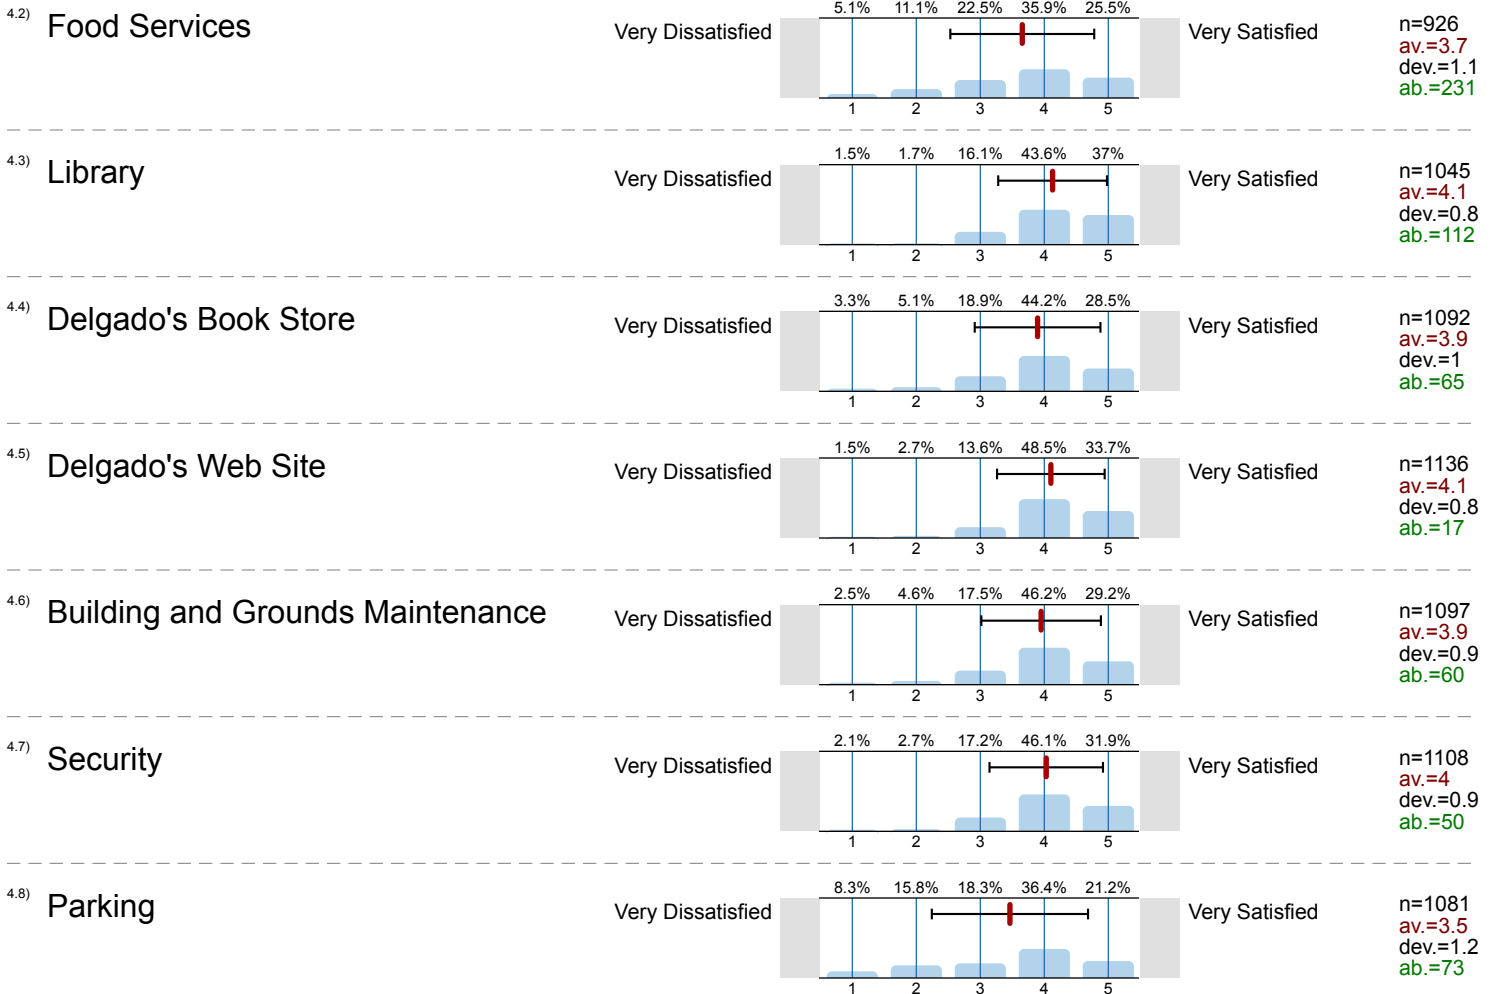 4.2) Food Services
Very Dissatisfied
5.1% 11.1% 22.5% 35.9% 25.5%
1 2 3 4 5
Very Satisfied
n=926
av.=3.7
dev.=1.1
ab.=231
4.3) Library
Very Dissatisfied
1.5% 1.7% 16.1% 43.6% 37%
1 2 3 4 5
Very Satisfied
n=1045
av.=4.1
dev.=0.8
ab.=112
4.4) Delgado's Book Store
Very Dissatisfied
3.3% 5.1% 18.9% 44.2% 28.5%
1 2 3 4 5
Very Satisfied
n=1092
av.=3.9
dev.=1
ab.=65
4.5) Delgado's Web Site
Very Dissatisfied
1.5% 2.7% 13.6% 48.5% 33.7%
1 2 3 4 5
Very Satisfied
n=1136
av.=4.1
dev.=0.8
ab.=17
4.6) Building and Grounds Maintenance
Very Dissatisfied
2.5% 4.6% 17.5% 46.2% 29.2%
1 2 3 4 5
Very Satisfied
n=1097
av.=3.9
dev.=0.9
ab.=60
4.7) Security
Very Dissatisfied
2.1% 2.7% 17.2% 46.1% 31.9%
1 2 3 4 5
Very Satisfied
n=1108
av.=4
dev.=0.9
ab.=50
4.8) Parking
Very Dissatisfied
8.3% 15.8% 18.3% 36.4% 21.2%
1 2 3 4 5
Very Satisfied
n=1081
av.=3.5
dev.=1.2
ab.=73